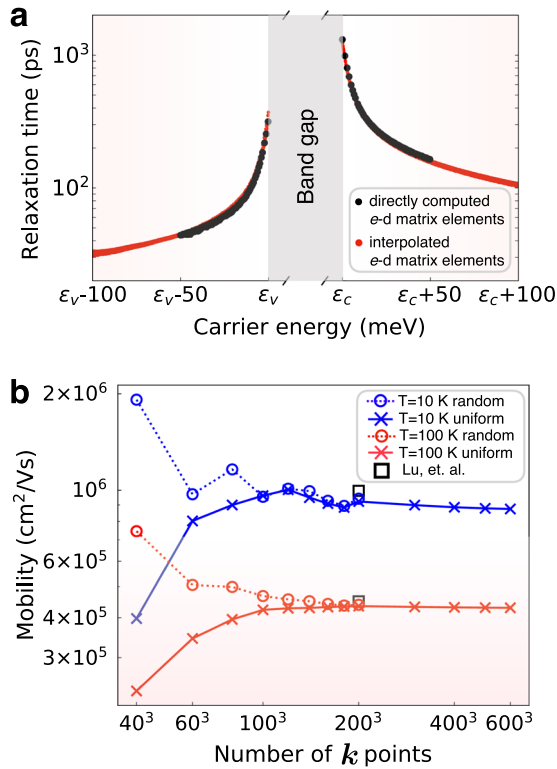 a
Relaxation time (ps)
10³
10²
Band gap
directly computed
e-d matrix elements
interpolated
e-d matrix elements
εᵥ-100
εᵥ-50
εᵥ
ε𝒸
ε𝒸+50
ε𝒸+100
Carrier energy (meV)
b
Mobility (cm²/Vs)
2×10⁶
10⁶
6×10⁵
4×10⁵
3×10⁵
T=10 K random
T=10 K uniform
T=100 K random
T=100 K uniform
Lu, et. al.
40³
60³
100³
200³
400³
600³
Number of k points